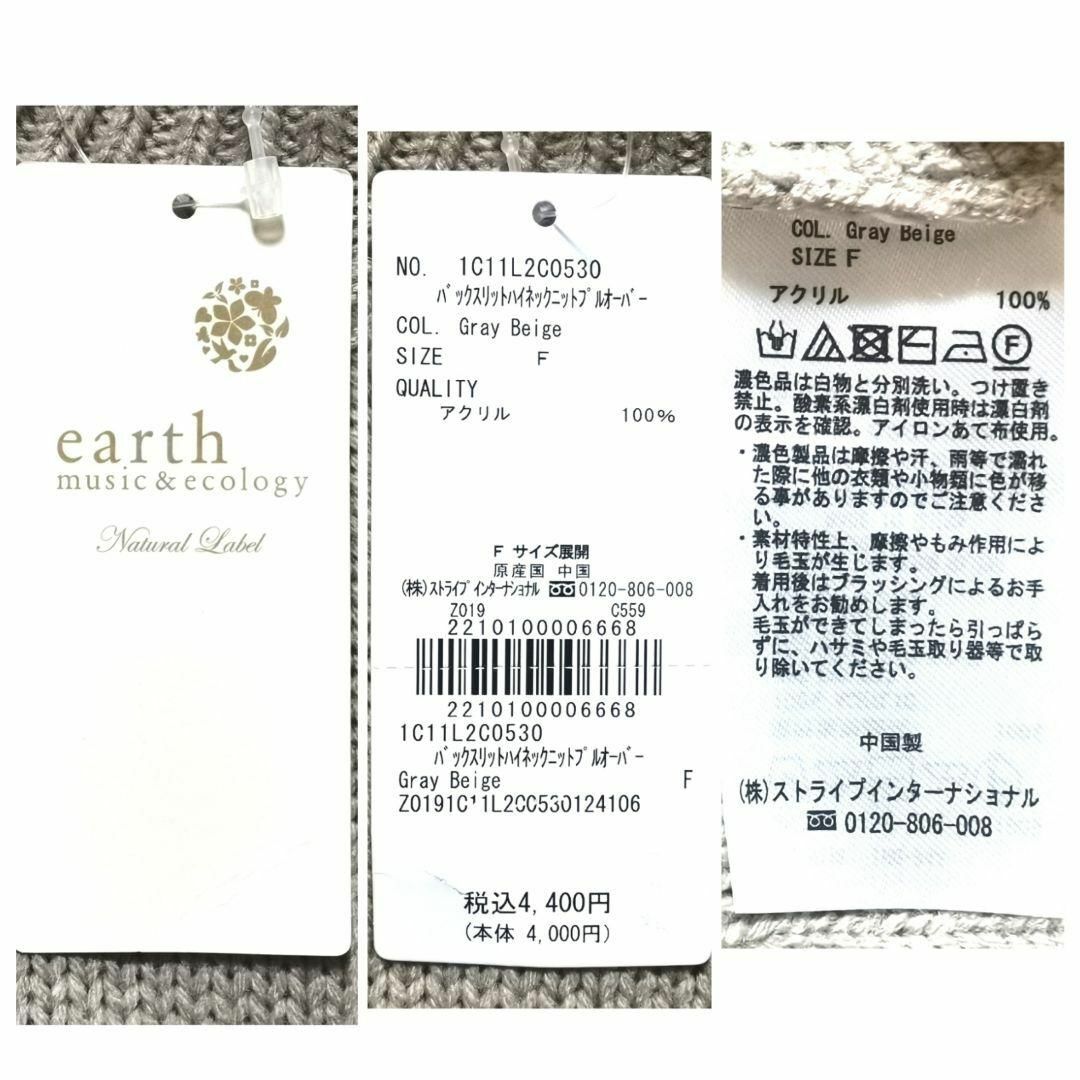 earth
music&ecology
Natural Label
NO. 1C11L2C0530
ﾊﾞｯｸｽﾘｯﾄﾊｲﾈｯｸﾆｯﾄﾌﾟﾙｵｰﾊﾞｰ
COL. Gray Beige
SIZE F
QUALITY
アクリル 100%
F サイズ展開
原産国 中国
(株)ストライプ インターナショナル 0120-806-008
Z019 C559
2210100006668
2210100006668
1C11L2C0530
ﾊﾞｯｸｽﾘｯﾄﾊｲﾈｯｸﾆｯﾄﾌﾟﾙｵｰﾊﾞｰ
Gray Beige F
Z0191C11L2CC530124106
税込4,400円
(本体 4,000円)
COL. Gray Beige
SIZE F
アクリル 100%
F
濃色品は白物と分別洗い。つけ置き
禁止。酸素系漂白剤使用時は漂白剤
の表示を確認。アイロンあて布使用。
・濃色製品は摩擦や汗、雨等で濡れ
た際に他の衣類や小物類に色が移
る事がありますのでご注意くださ
い。
・素材特性上、摩擦やもみ作用によ
り毛玉が生じます。
着用後はブラッシングによるお手
入れをお勧めします。
毛玉ができてしまったら引っぱら
ずに、ハサミや毛玉取り器等で取
り除いてください。
中国製
(株)ストライプインターナショナル
0120-806-008